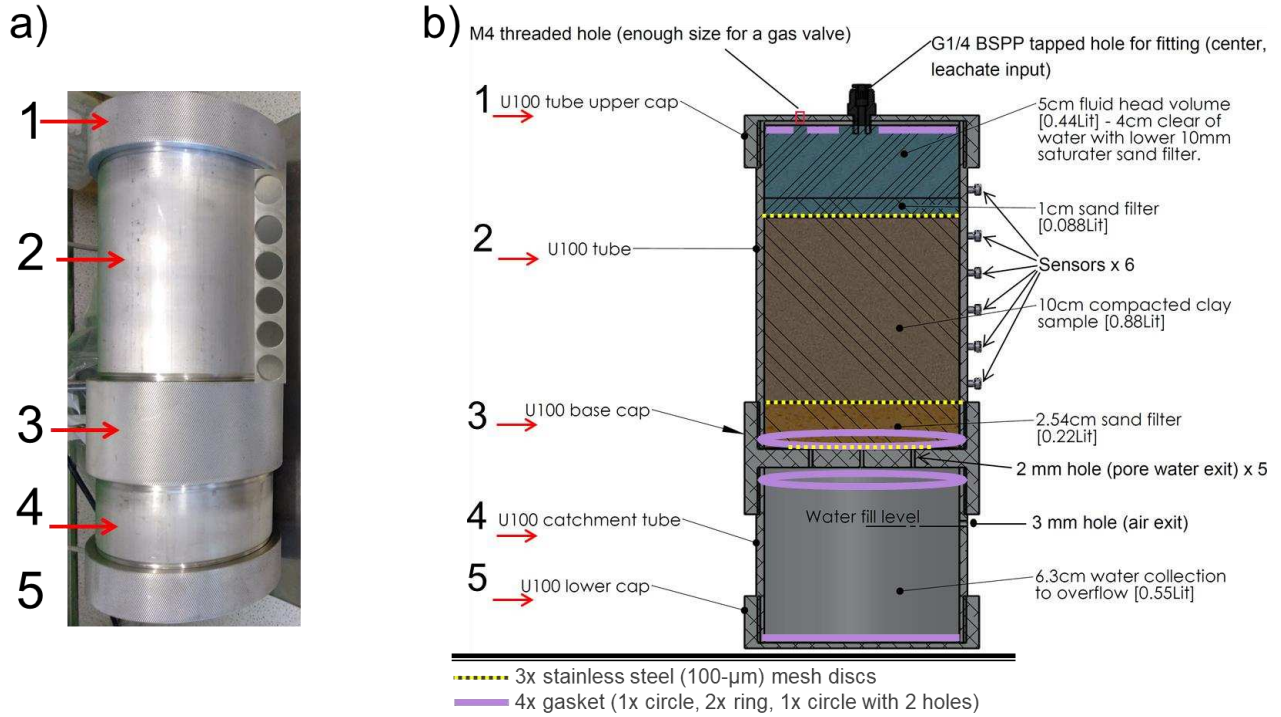 a)
1
2
3
4
5
b)
M4 threaded hole (enough size for a gas valve)
G1/4 BSPP tapped hole for fitting (center,
leachate input)
1
U100 tube upper cap
5cm fluid head volume
[0.44Lit] - 4cm clear of
water with lower 10mm
saturater sand filter.
1cm sand filter
[0.088Lit]
2
U100 tube
Sensors x 6
10cm compacted clay
sample [0.88Lit]
3
U100 base cap
2.54cm sand filter
[0.22Lit]
2 mm hole (pore water exit) x 5
4
U100 catchment tube
Water fill level
3 mm hole (air exit)
5
U100 lower cap
6.3cm water collection
to overflow [0.55Lit]
3x stainless steel (100-µm) mesh discs
4x gasket (1x circle, 2x ring, 1x circle with 2 holes)